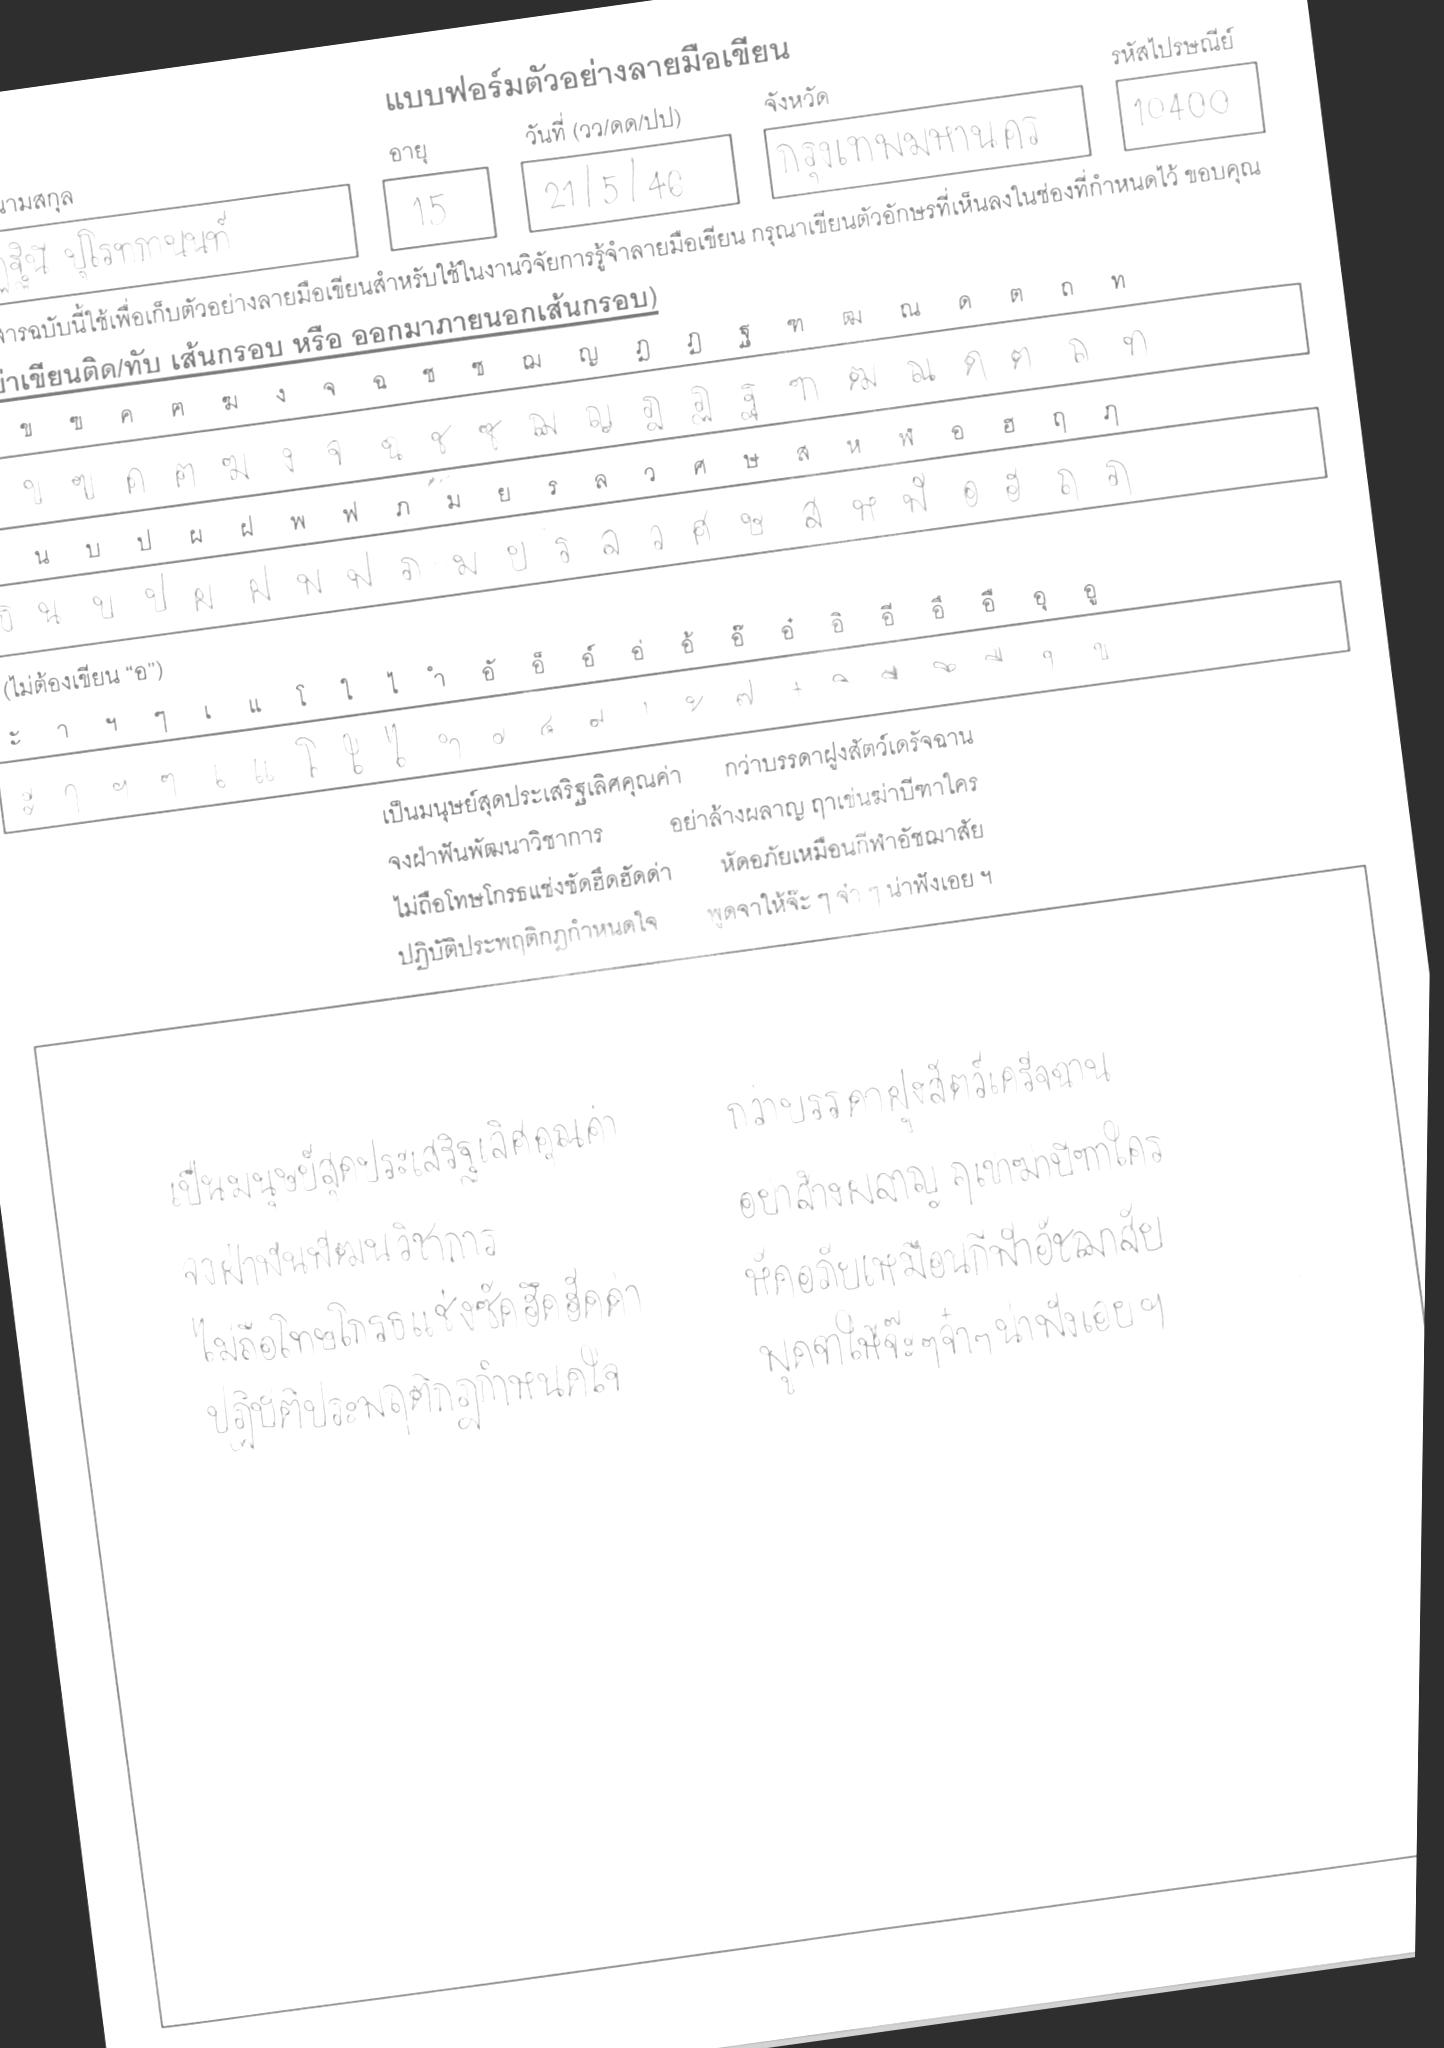 แบบฟอร์มตัวอย่างลายมือเขียน
นามสกุล อายุ วันที่ (วว/ดด/ปป) จังหวัด รหัสไปรษณีย์
15 21/5/46 กรุงเทพมหานคร 10400
สารฉบับนี้ใช้เพื่อเก็บตัวอย่างลายมือเขียนสำหรับใช้ในงานวิจัยการรู้จำลายมือเขียน กรุณาเขียนตัวอักษรที่เห็นลงในช่องที่กำหนดไว้ ขอบคุณ
ย่าเขียนติด/ทับ เส้นกรอบ หรือ ออกมาภายนอกเส้นกรอบ)
ข ฃ ค ฅ ฆ ง จ ฉ ช ซ ฌ ญ ฎ ฏ ฐ ฑ ฒ ณ ด ต ถ ท
ข ฃ ค ฅ ฆ ง จ ฉ ช ซ ฌ ญ ฎ ฏ ฐ ฑ ฒ ณ ด ต ถ ท
น บ ป ผ ฝ พ ฟ ภ ม ย ร ล ว ศ ษ ส ห ฬ อ ฮ ฤ ฦ
ธ น บ ป ผ ฝ พ ฟ ภ ม ย ร ล ว ศ ษ ส ห ฬ อ ฮ ฤ ฦ
(ไม่ต้องเขียน “อ”)
ะ า ฯ ๆ เ แ โ ใ ไ ำ อั อ็ อ์ อ่ อ้ อ๊ อ๋ อิ อี อึ อื อุ อู
ะ า ฯ ๆ เ แ โ ใ ไ ำ ั ็ ์ ่ ้ ๊ ๋ ิ ี ึ ื ุ ู
เป็นมนุษย์สุดประเสริฐเลิศคุณค่า กว่าบรรดาฝูงสัตว์เดรัจฉาน
จงฝ่าฟันพัฒนาวิชาการ อย่าล้างผลาญ ฤาเข่นฆ่าบีฑาใคร
ไม่ถือโทษโกรธแช่งซัดฮึดฮัดด่า หัดอภัยเหมือนกีฬาอัชฌาสัย
ปฏิบัติประพฤติกฎกำหนดใจ พูดจาให้จ๊ะ ๆ จ๋า ๆ น่าฟังเอย ฯ
เป็นมนุษย์สุดประเสริฐเลิศคุณค่า กว่าบรรดาฝูงสัตว์เดรัจฉาน
จงฝ่าฟันพัฒนวิชาการ อยาล้างผลาญ ฤเขาฆ่าบีฑาใคร
ไม่ถือโทษโกรธแช่งซัดฮึดฮัดด่า หัดอภัยเหมือนกีฬาอัชฌาสัย
ปฏิบัติประพฤติกฎกำหนดใจ พูดจาให้จ๊ะๆจ๋าๆ น่าฟังเอยฯ